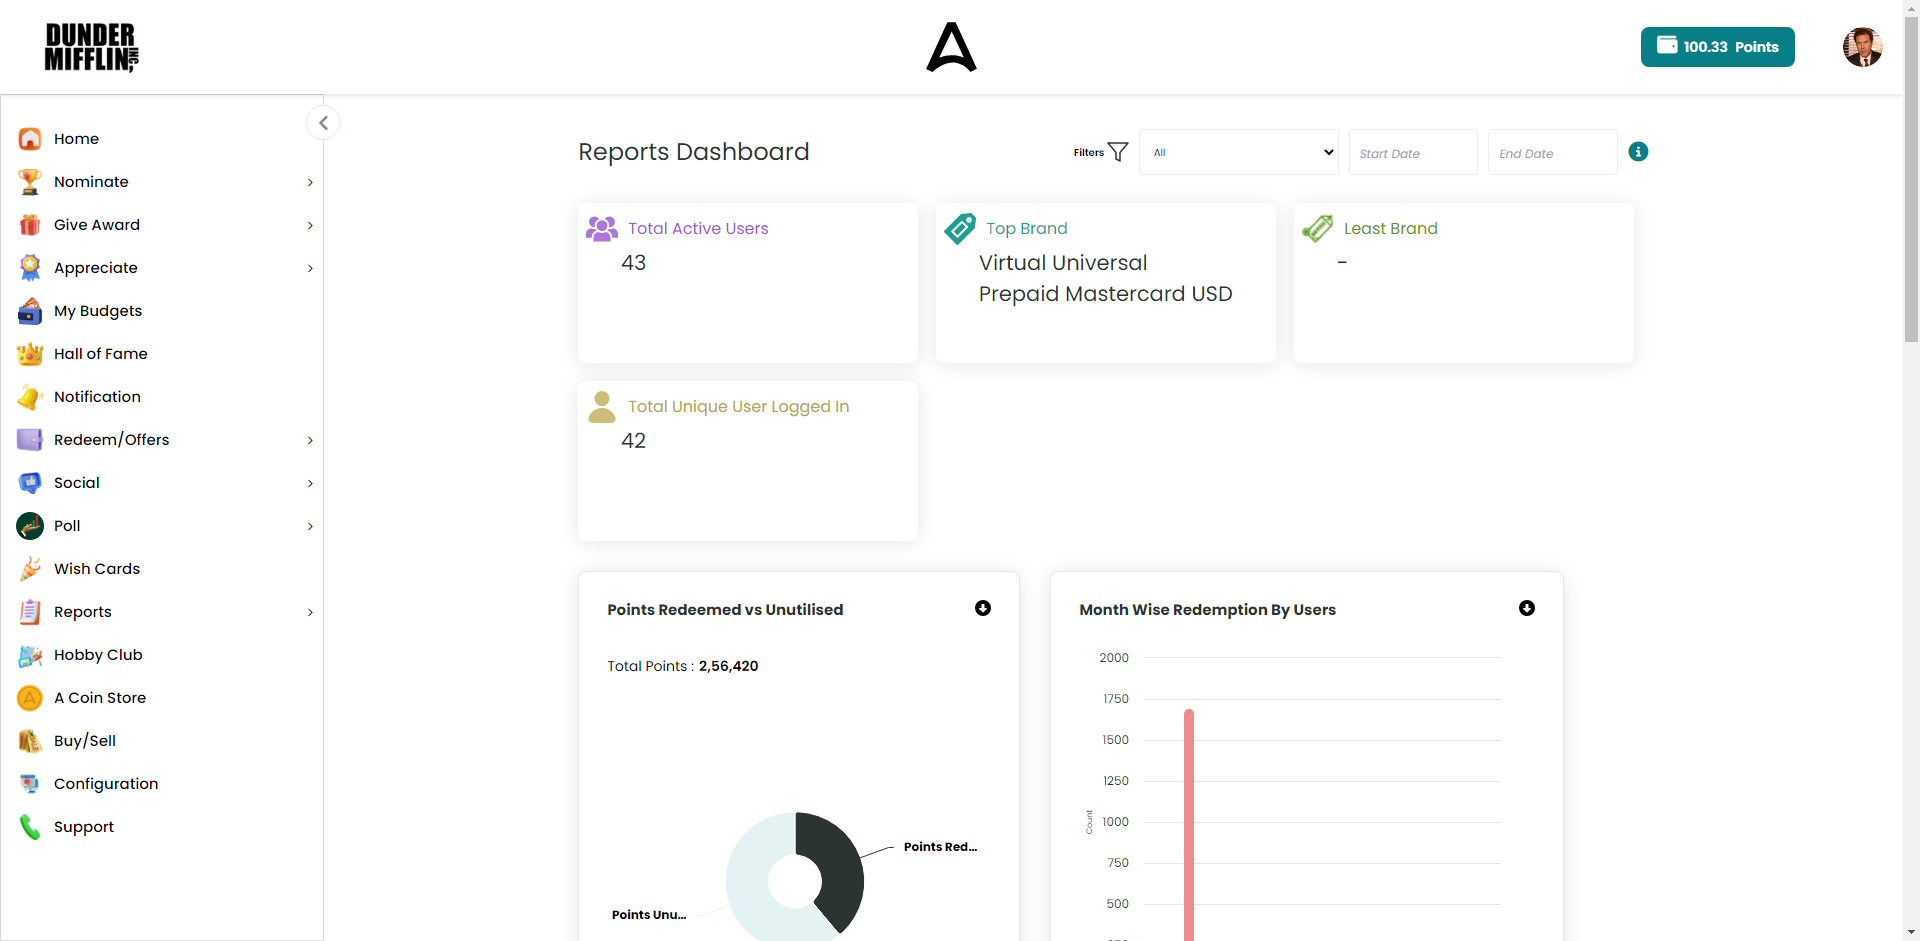 DUNDER
MIFFLIN, INC
100.33 Points
Home
Nominate
Give Award
Appreciate
My Budgets
Hall of Fame
Notification
Redeem/Offers
Social
Poll
Wish Cards
Reports
Hobby Club
A Coin Store
Buy/Sell
Configuration
Support
Reports Dashboard
Filters
All
Start Date
End Date
Total Active Users
43
Top Brand
Virtual Universal
Prepaid Mastercard USD
Least Brand
-
Total Unique User Logged In
42
Points Redeemed vs Unutilised
Total Points : 2,56,420
Points Red...
Points Unu...
Month Wise Redemption By Users
2000
1750
1500
1250
1000
750
500
Count